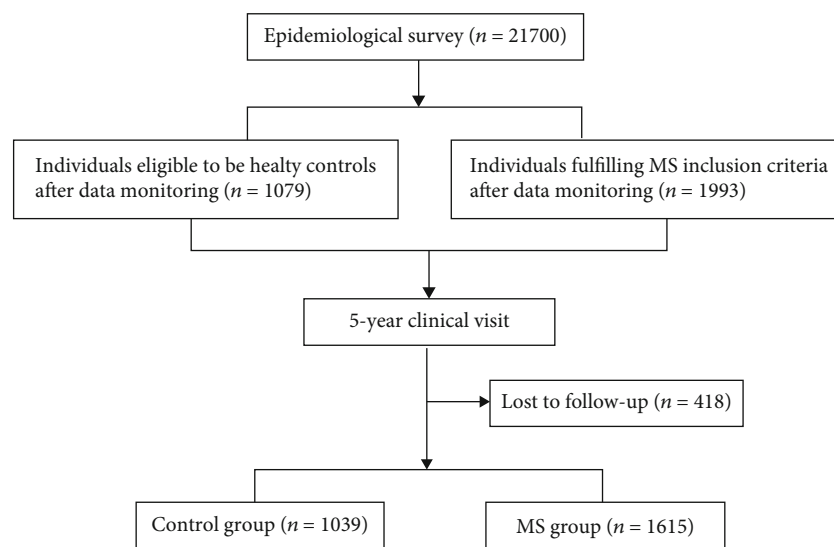 Epidemiological survey (n = 21700)
Individuals eligible to be healty controls
after data monitoring (n = 1079)
Individuals fulfilling MS inclusion criteria
after data monitoring (n = 1993)
5-year clinical visit
Lost to follow-up (n = 418)
Control group (n = 1039)
MS group (n = 1615)